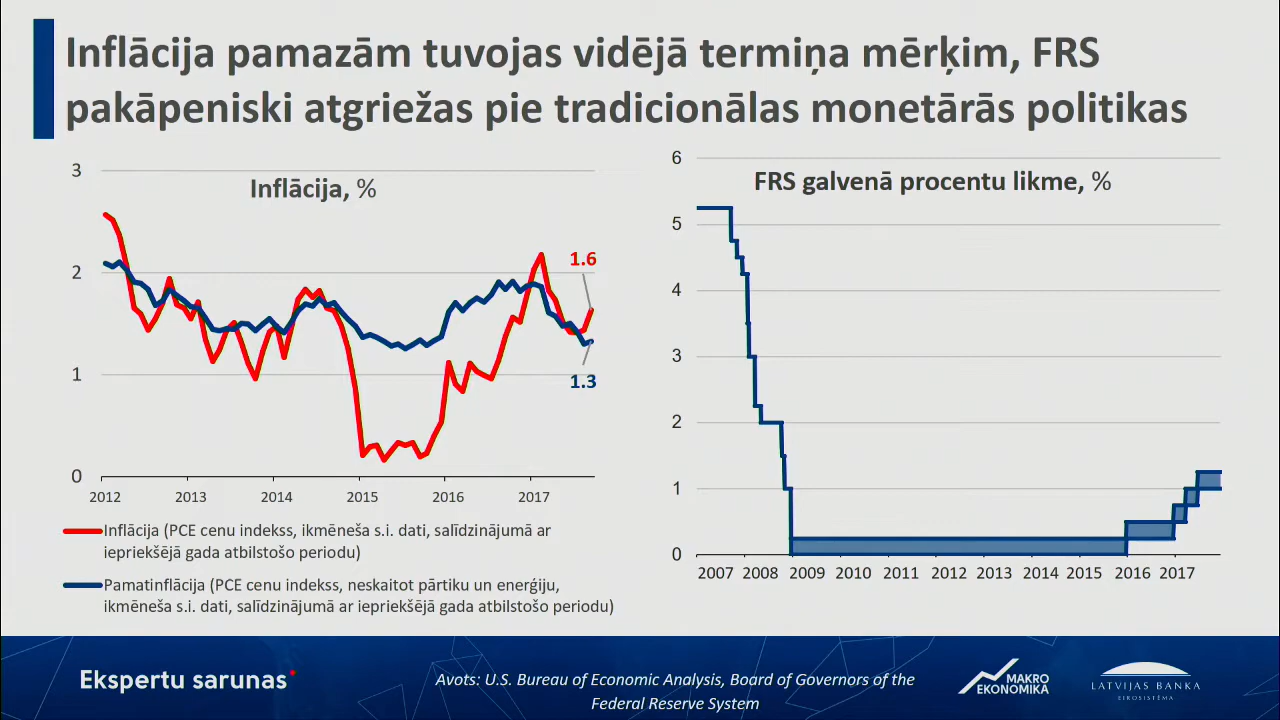 Inflācija pamazām tuvojas vidējā termiņa mērķim, FRS
pakāpeniski atgriežas pie tradicionālas monetārās politikas
Inflācija, %
3
2
1
0
1.6
1.3
2012 2013 2014 2015 2016 2017
Inflācija (PCE cenu indekss, ikmēneša s.i. dati, salīdzinājumā ar
iepriekšējā gada atbilstošo periodu)
Pamatinflācija (PCE cenu indekss, neskaitot pārtiku un enerģiju,
ikmēneša s.i. dati, salīdzinājumā ar iepriekšējā gada atbilstošo periodu)
FRS galvenā procentu likme, %
6
5
4
3
2
1
0
2007 2008 2009 2010 2011 2012 2013 2014 2015 2016 2017
Ekspertu sarunas
Avots: U.S. Bureau of Economic Analysis, Board of Governors of the
Federal Reserve System
MAKRO
EKONOMIKA
LATVIJAS BANKA
EIROSISTĒMA